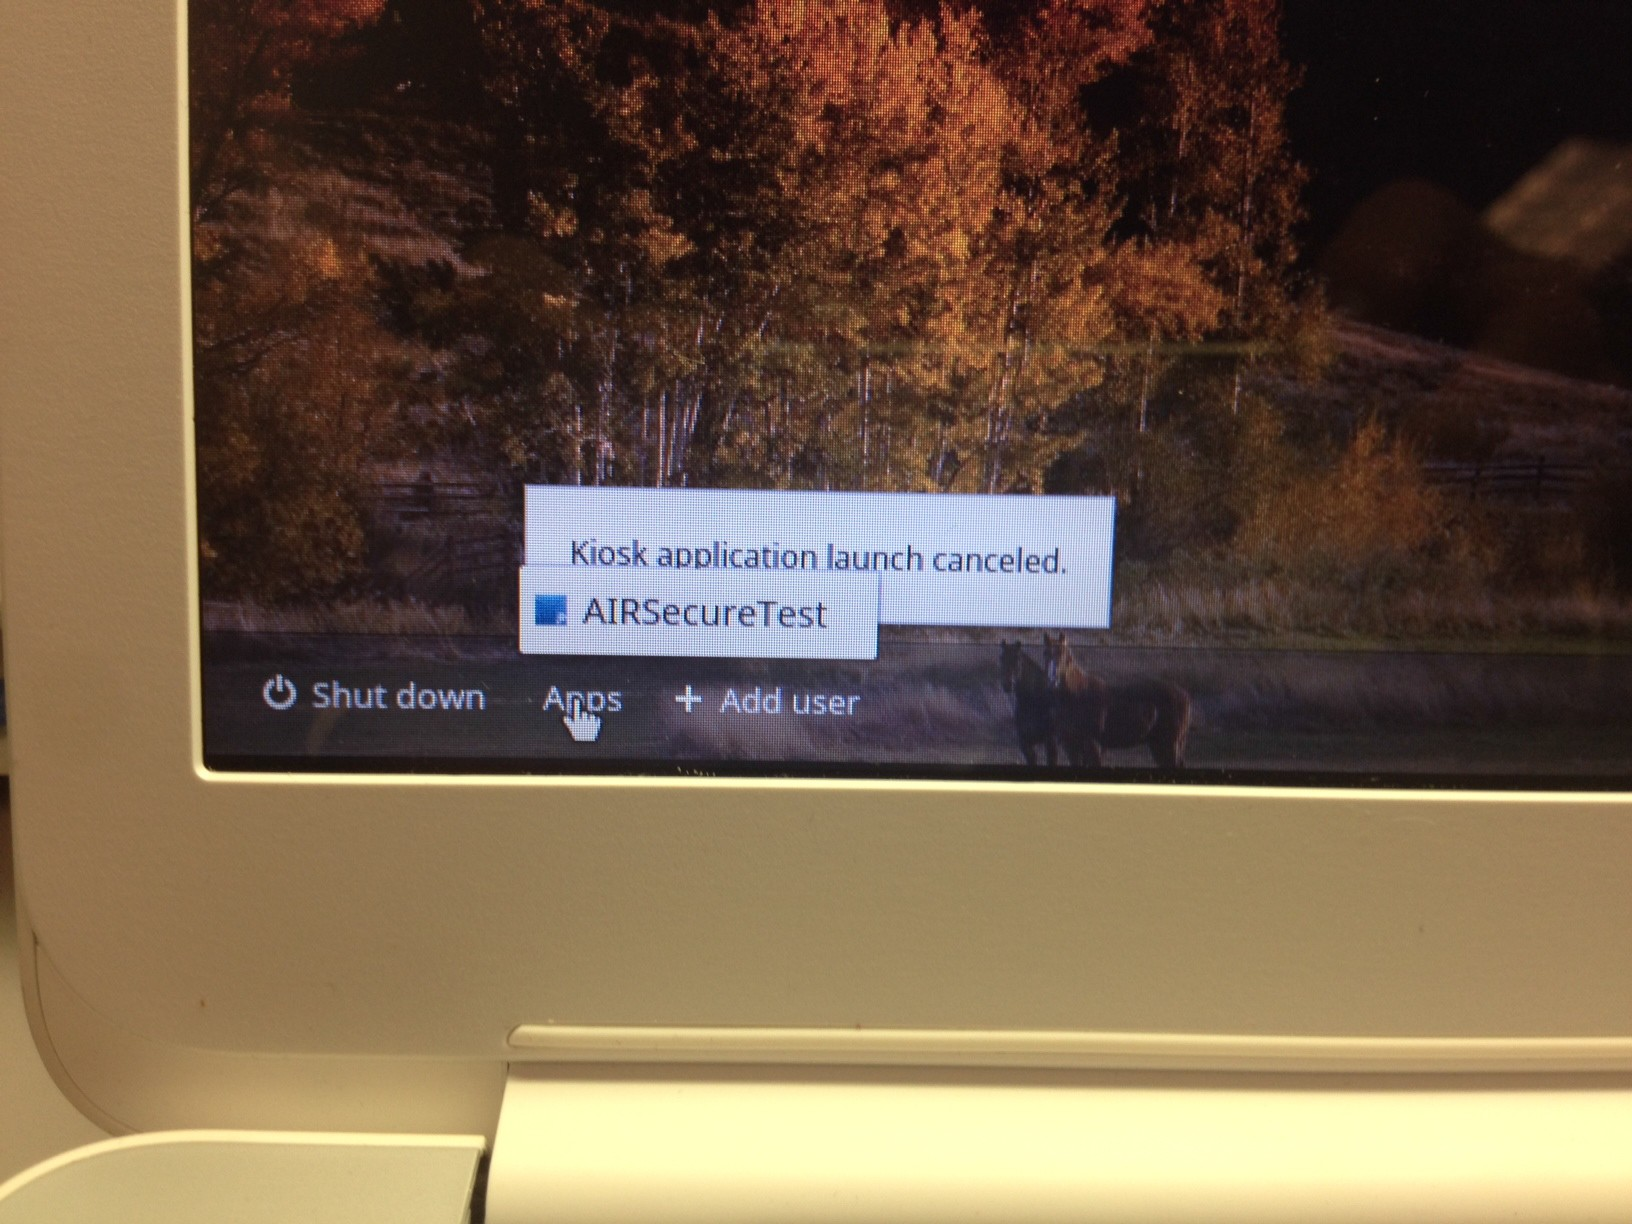 Kiosk application launch canceled.
AIRSecureTest
Shut down
Apps
+ Add user